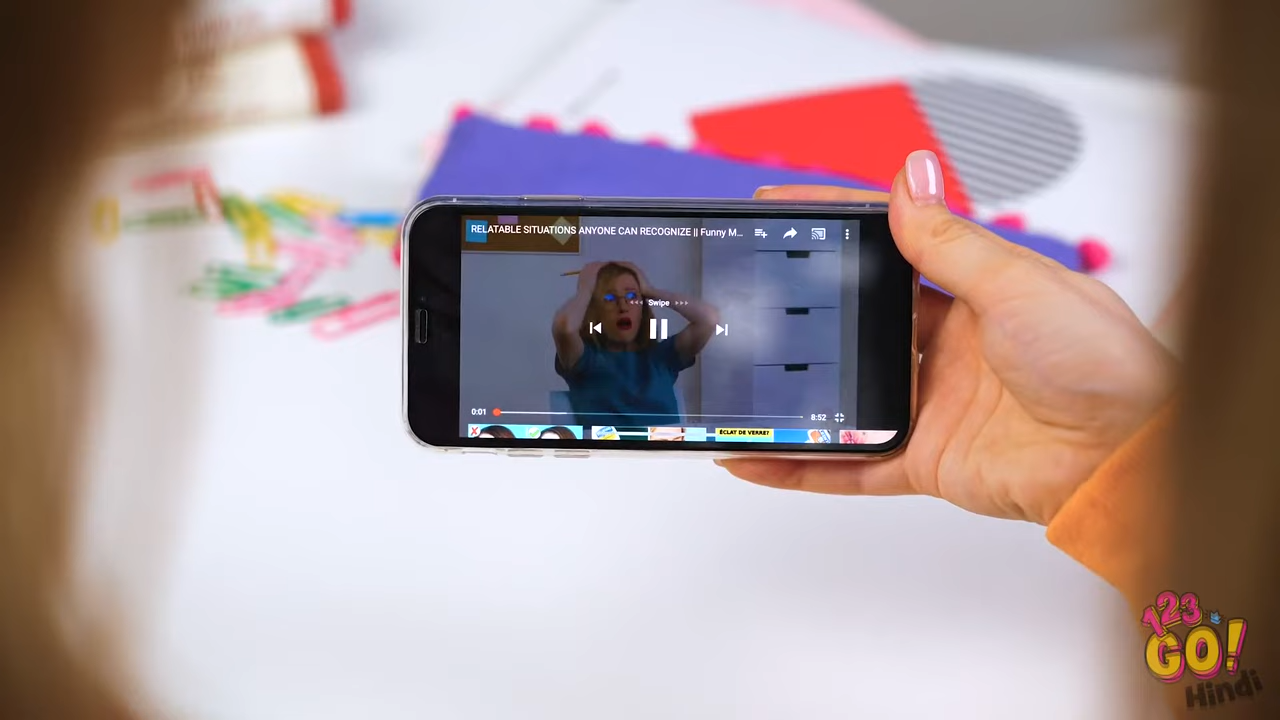 RELATABLE SITUATIONS ANYONE CAN RECOGNIZE || Funny M...
Swipe
0:01
8:52
ÉCLAT DE VERRE?
123
GO!
Hindi